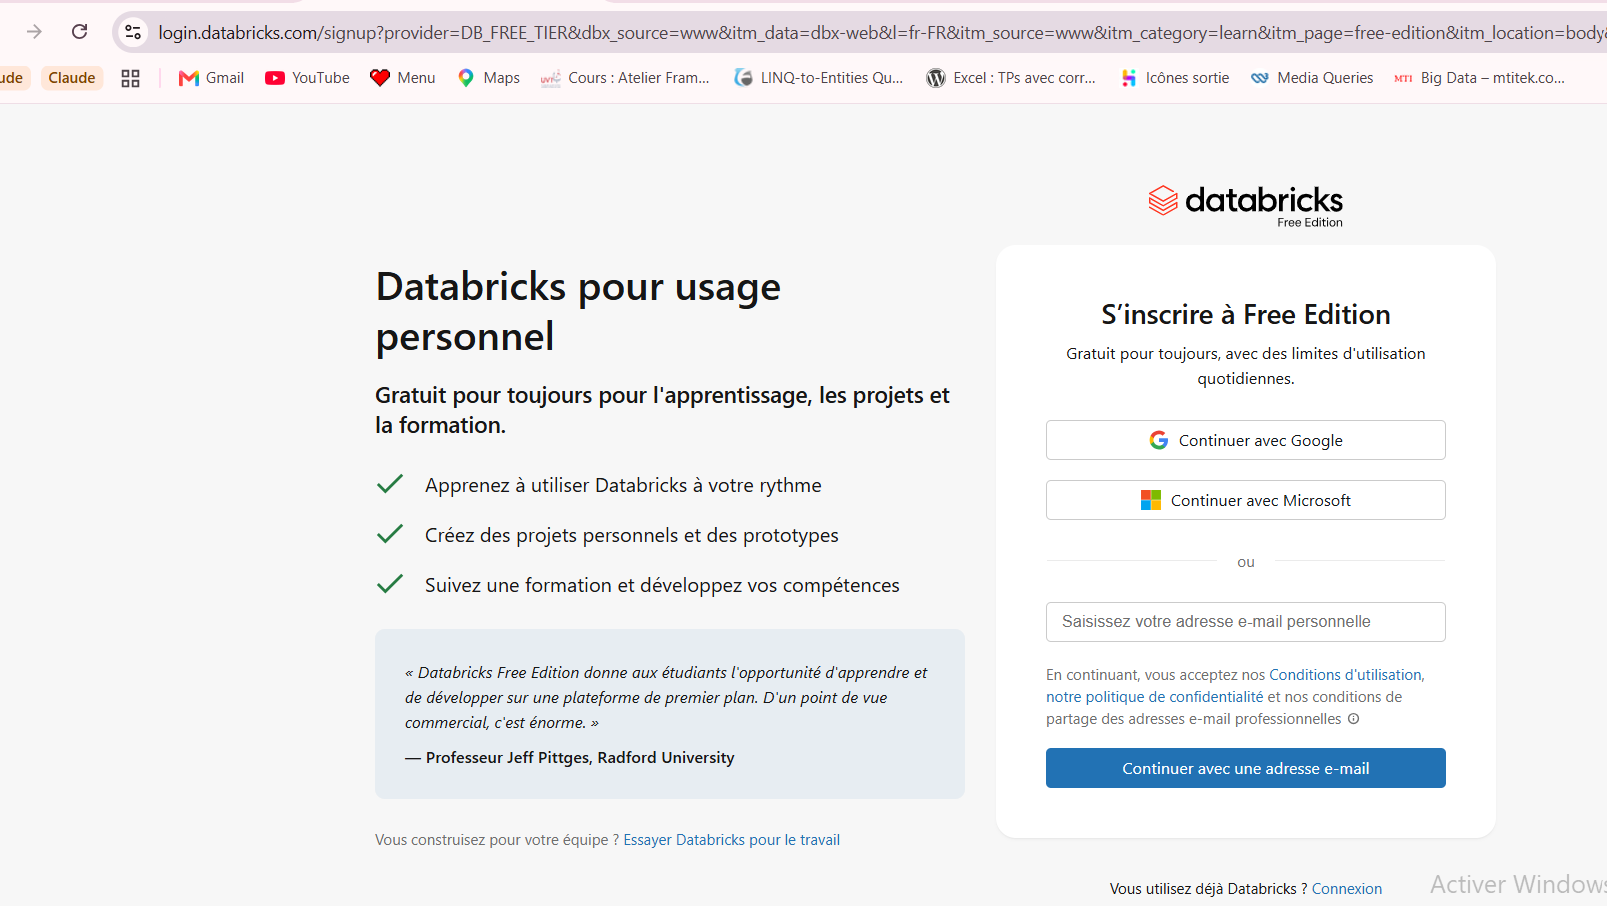 login.databricks.com/signup?provider=DB_FREE_TIER&dbx_source=www&itm_data=dbx-web&l=fr-FR&itm_source=www&itm_category=learn&itm_page=free-edition&itm_location=body&
ude Claude Gmail YouTube Menu Maps Cours : Atelier Fram... LINQ-to-Entities Qu... Excel : TPs avec corr... Icônes sortie Media Queries MTI Big Data – mtitek.co...
databricks
Free Edition
Databricks pour usage
personnel
Gratuit pour toujours pour l'apprentissage, les projets et
la formation.
Apprenez à utiliser Databricks à votre rythme
Créez des projets personnels et des prototypes
Suivez une formation et développez vos compétences
« Databricks Free Edition donne aux étudiants l'opportunité d'apprendre et
de développer sur une plateforme de premier plan. D'un point de vue
commercial, c'est énorme. »
— Professeur Jeff Pittges, Radford University
Vous construisez pour votre équipe ? Essayer Databricks pour le travail
S’inscrire à Free Edition
Gratuit pour toujours, avec des limites d'utilisation
quotidiennes.
Continuer avec Google
Continuer avec Microsoft
ou
Saisissez votre adresse e-mail personnelle
En continuant, vous acceptez nos Conditions d'utilisation,
notre politique de confidentialité et nos conditions de
partage des adresses e-mail professionnelles
Continuer avec une adresse e-mail
Vous utilisez déjà Databricks ? Connexion
Activer Windows